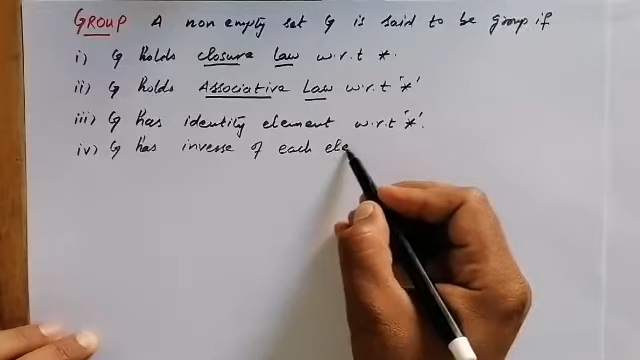 GROUP A non empty set G is said to be group if
i) G holds closure law w.r.t *.
ii) G holds Associative Law w.r.t '*'
iii) G has identity element w.r.t '*'.
iv) G has inverse of each ele